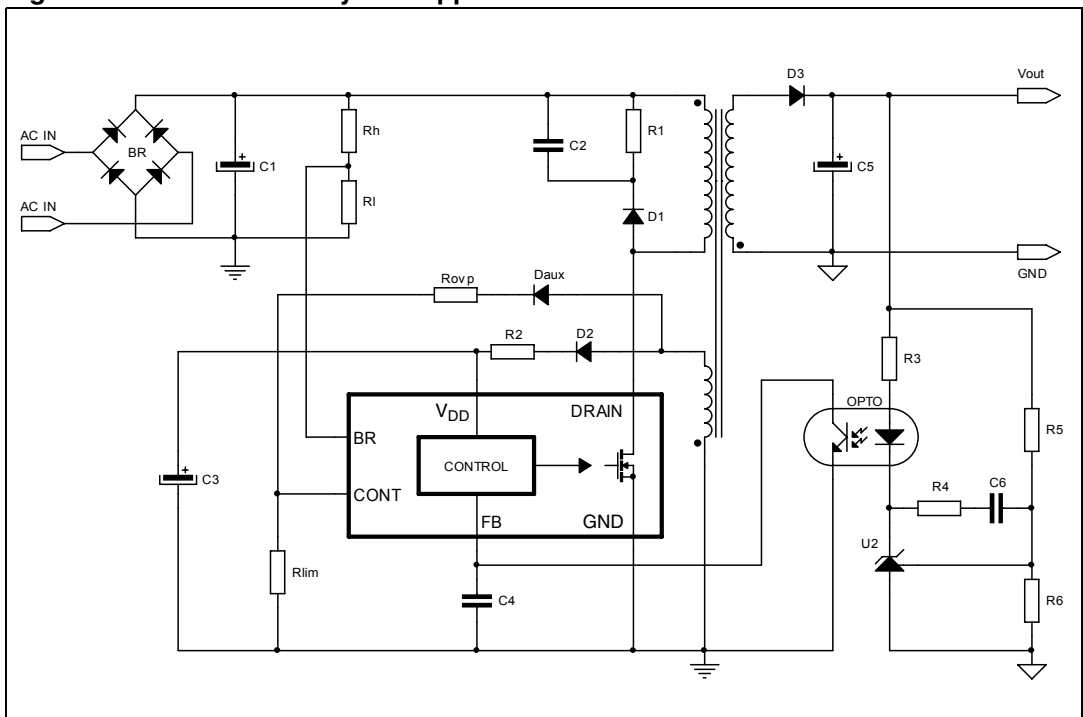 D3
Vout
AC IN
BR
C1
Rh
C2
R1
C5
AC IN
Rl
D1
GND
Rovp
Daux
R2
D2
R3
OPTO
VDD
DRAIN
R5
BR
CONTROL
C3
CONT
R4
C6
FB
GND
U2
Rlim
C4
R6